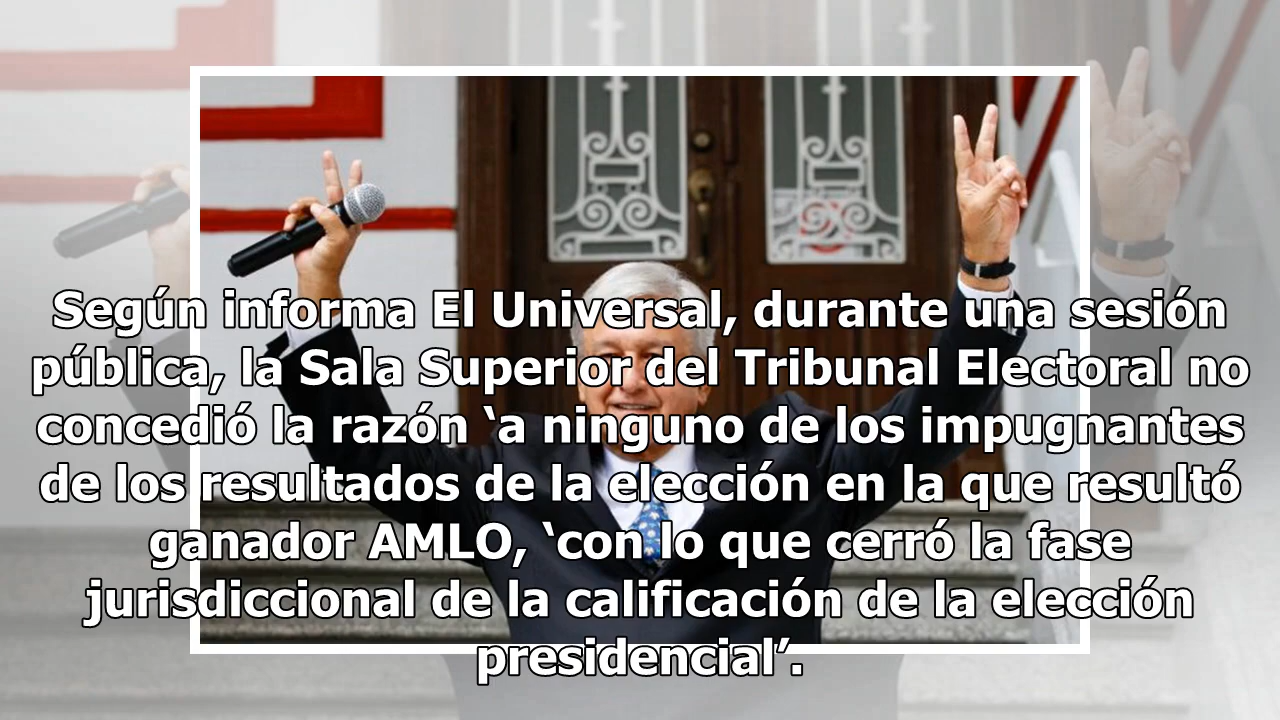 Según informa El Universal, durante una sesión
pública, la Sala Superior del Tribunal Electoral no
concedió la razón ‘a ninguno de los impugnantes
de los resultados de la elección en la que resultó
ganador AMLO, ‘con lo que cerró la fase
jurisdiccional de la calificación de la elección
presidencial’.